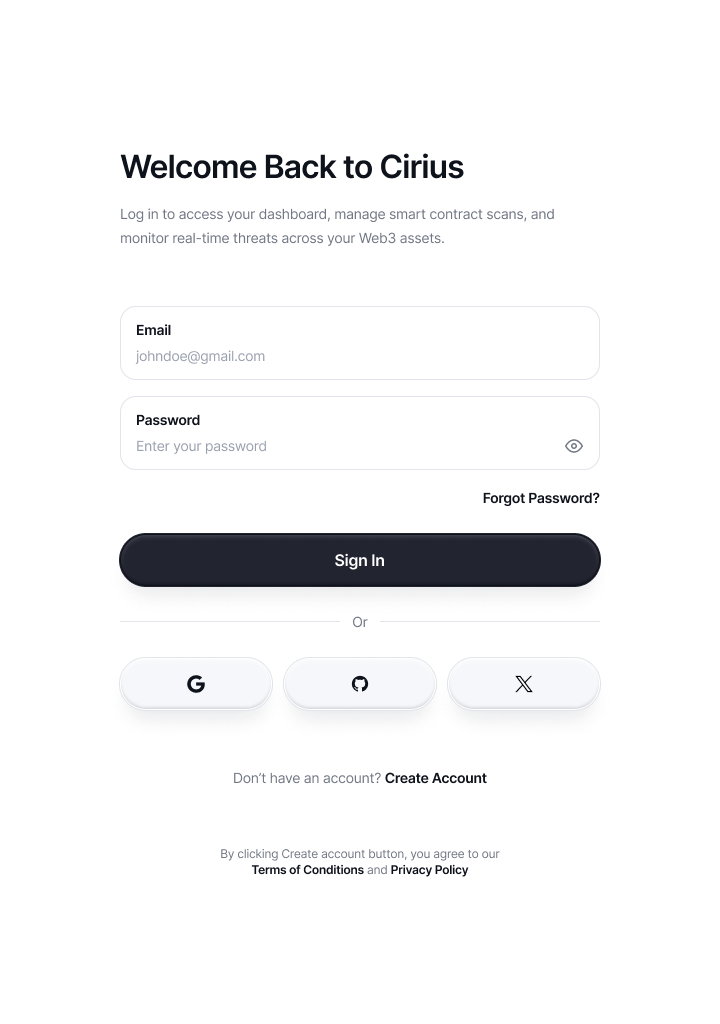 Welcome Back to Cirius
Log in to access your dashboard, manage smart contract scans, and
monitor real-time threats across your Web3 assets.
Email
johndoe@gmail.com
Password
Enter your password
Forgot Password?
Sign In
Or
Don’t have an account? Create Account
By clicking Create account button, you agree to our
Terms of Conditions and Privacy Policy